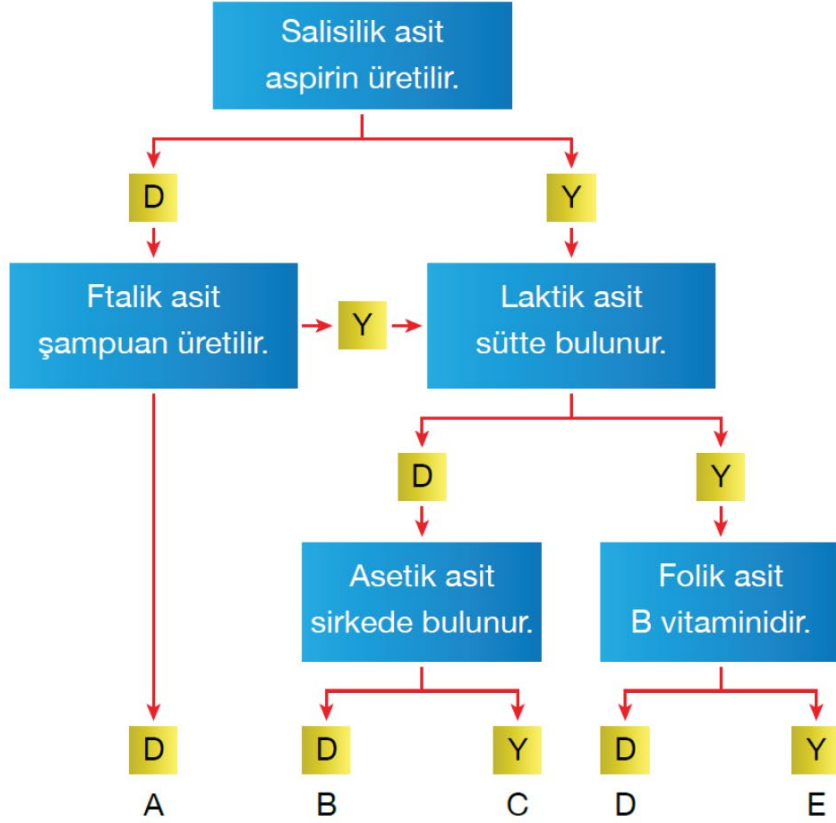 Salisilik asit
aspirin üretilir.
D
Y
Ftalik asit
şampuan üretilir.
Y
Laktik asit
sütte bulunur.
D
Y
Asetik asit
sirkede bulunur.
Folik asit
B vitaminidir.
D
D
Y
D
Y
A
B
C
D
E